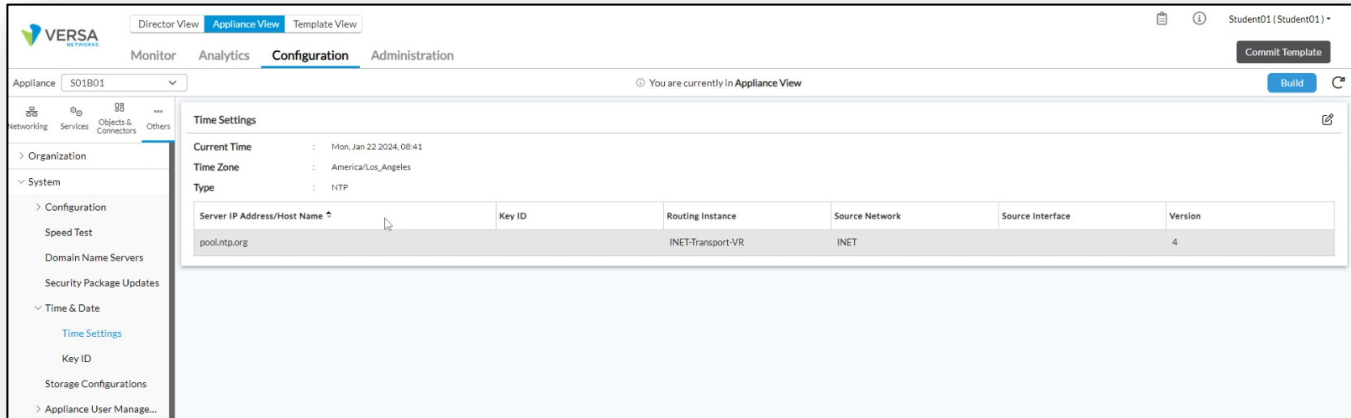 VERSA
NETWORKS
Director View Appliance View Template View
Student01 (Student01)
Monitor Analytics Configuration Administration
Commit Template
Appliance S01B01
You are currently in Appliance View
Build
Networking Services Objects & Connectors Others
Organization
System
Configuration
Speed Test
Domain Name Servers
Security Package Updates
Time & Date
Time Settings
Key ID
Storage Configurations
Appliance User Manage...
Time Settings
Current Time : Mon, Jan 22 2024, 08:41
Time Zone : America/Los_Angeles
Type : NTP
Server IP Address/Host Name Key ID Routing Instance Source Network Source Interface Version
pool.ntp.org INET-Transport-VR INET 4